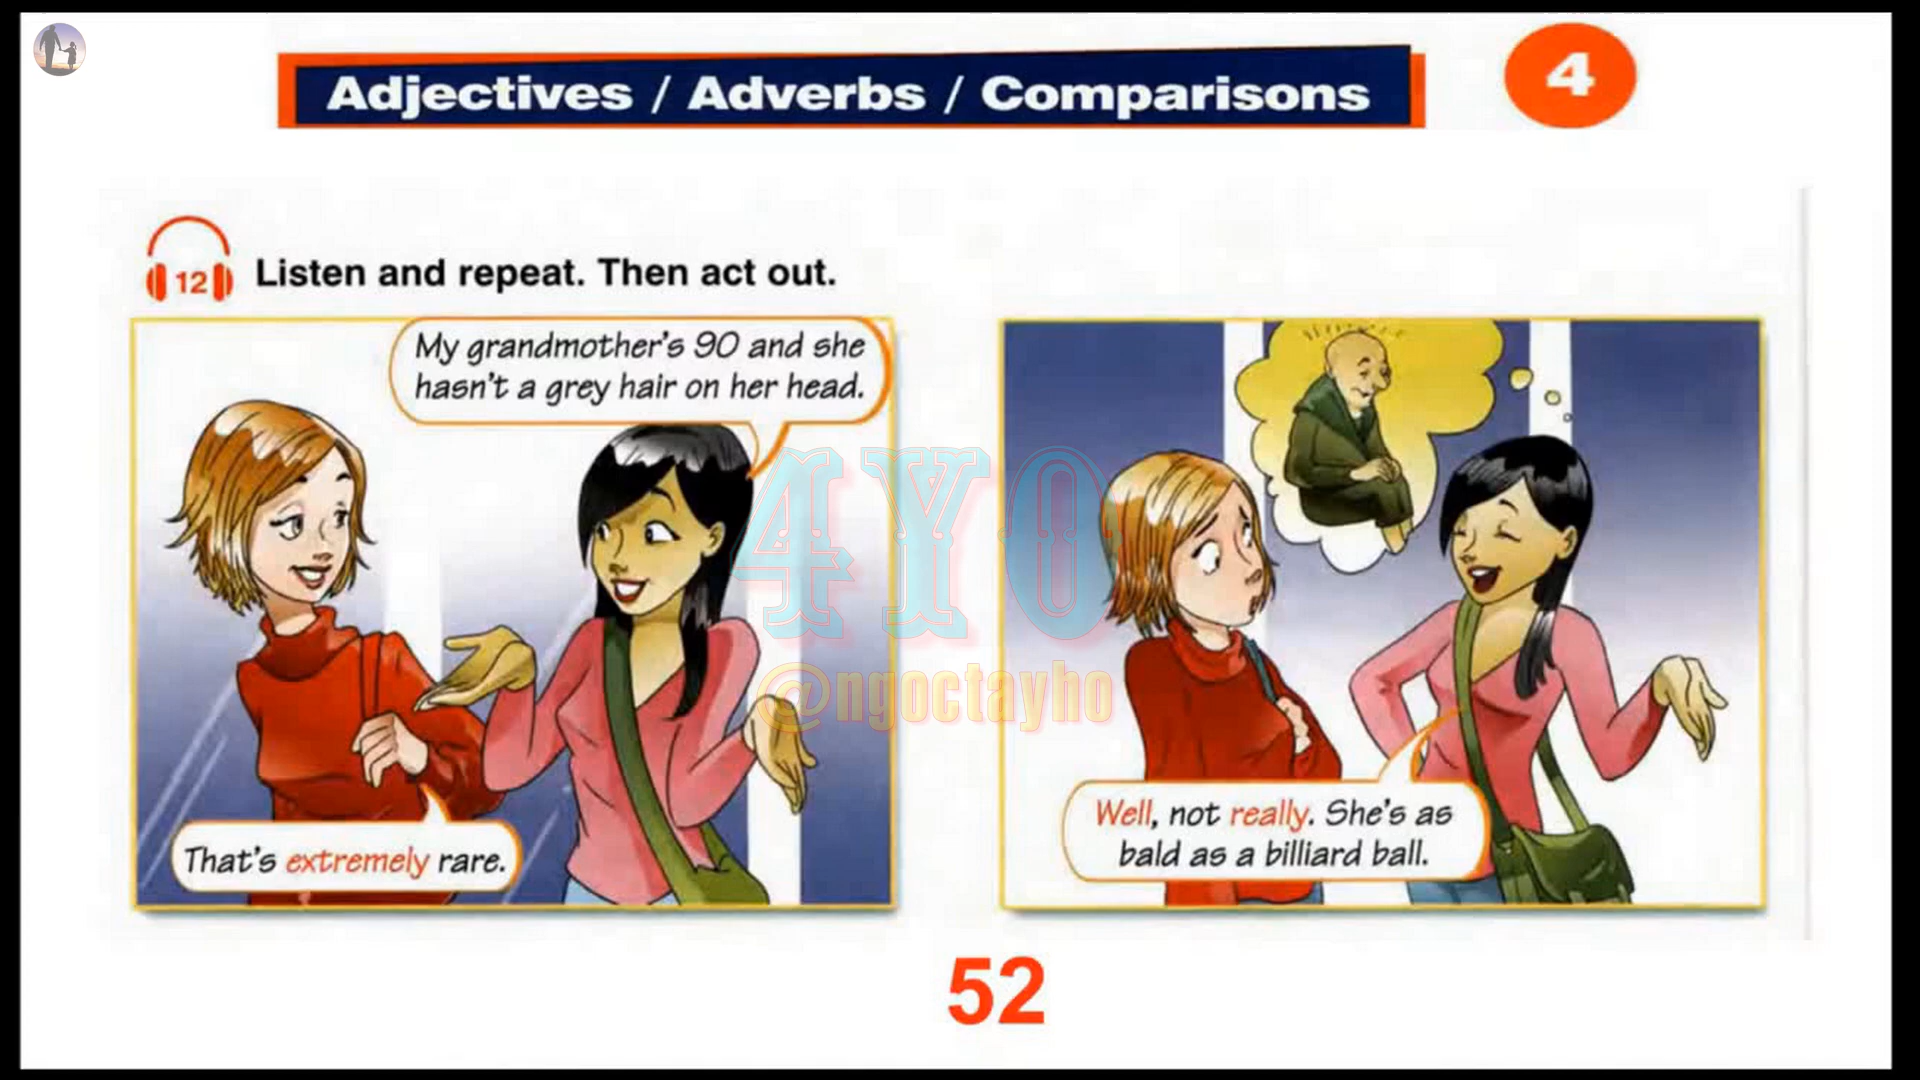 Adjectives / Adverbs / Comparisons
4
12 Listen and repeat. Then act out.
My grandmother's 90 and she
hasn't a grey hair on her head.
That's extremely rare.
Well, not really. She's as
bald as a billiard ball.
4YO
@ngoctayho
52